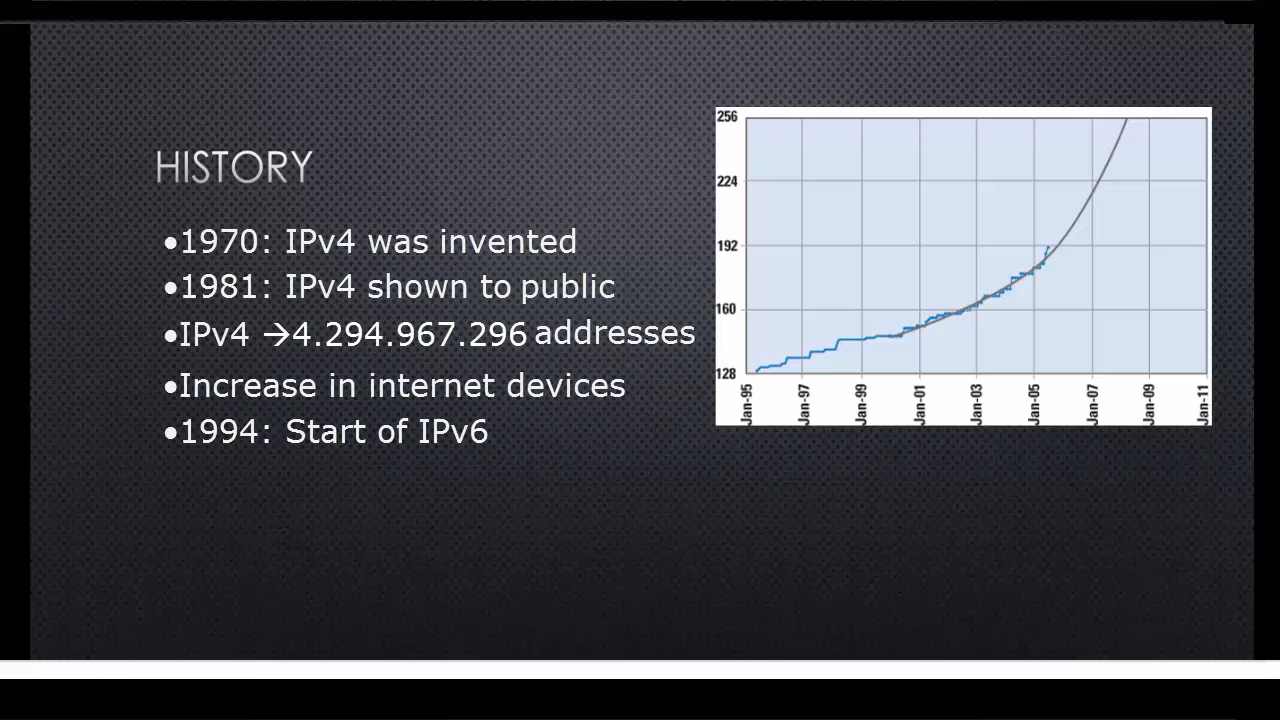 HISTORY
•1970: IPv4 was invented
•1981: IPv4 shown to public
•IPv4 →4.294.967.296 addresses
•Increase in internet devices
•1994: Start of IPv6
256
224
192
160
128
Jan-95
Jan-97
Jan-99
Jan-01
Jan-03
Jan-05
Jan-07
Jan-09
Jan-11